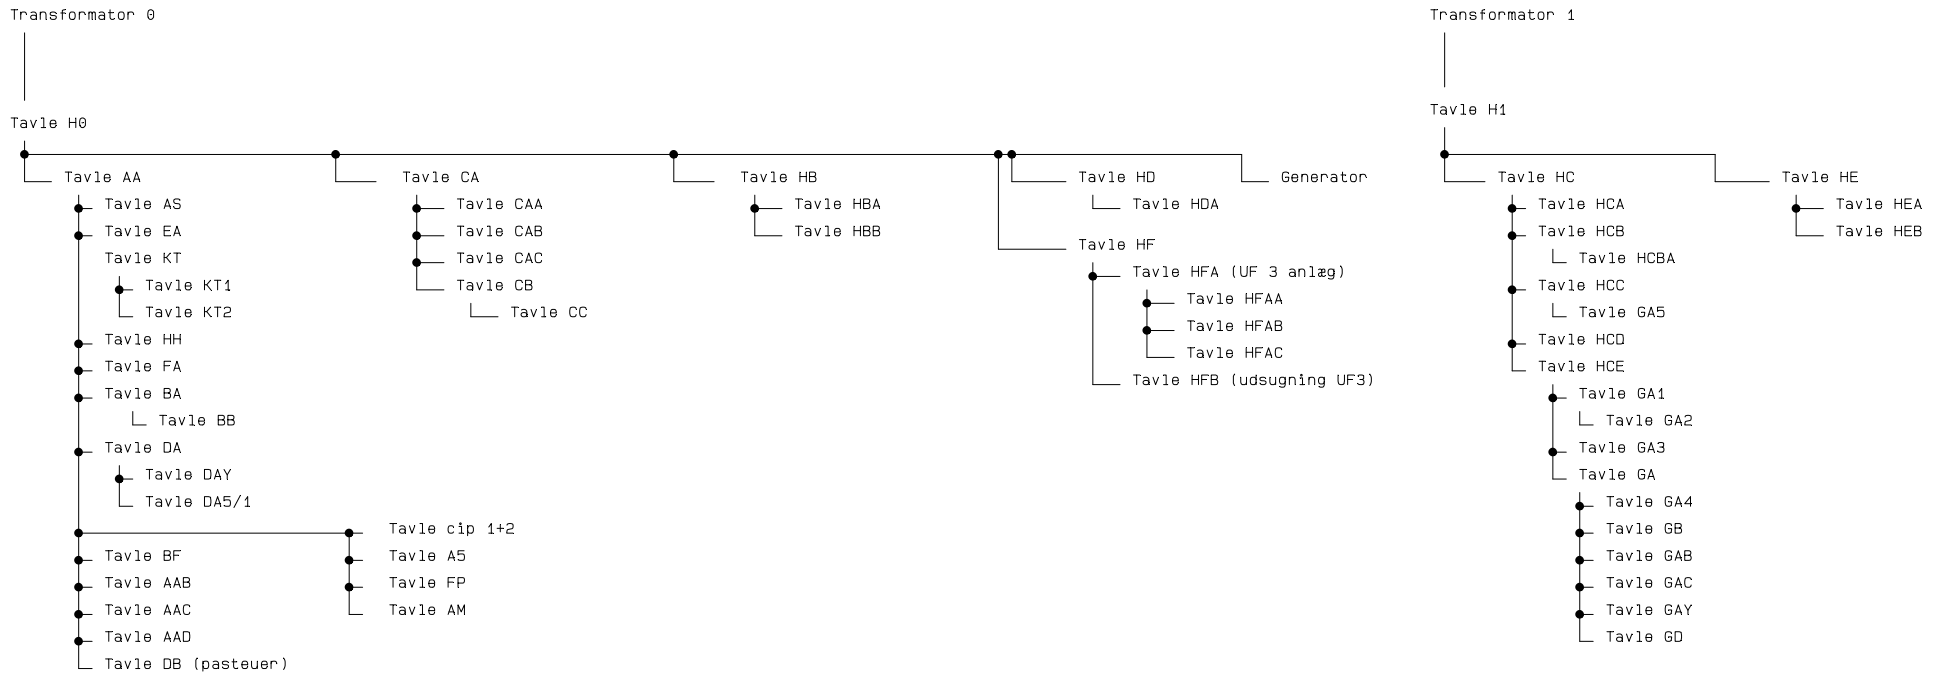 Transformator 0
Tavle H0
Tavle AA
Tavle AS
Tavle EA
Tavle KT
Tavle KT1
Tavle KT2
Tavle HH
Tavle FA
Tavle BA
Tavle BB
Tavle DA
Tavle DAY
Tavle DA5/1
Tavle cip 1+2
Tavle A5
Tavle FP
Tavle AM
Tavle BF
Tavle AAB
Tavle AAC
Tavle AAD
Tavle DB (pasteuer)
Tavle CA
Tavle CAA
Tavle CAB
Tavle CAC
Tavle CB
Tavle CC
Tavle HB
Tavle HBA
Tavle HBB
Tavle HD
Tavle HDA
Tavle HF
Tavle HFA (UF 3 anlæg)
Tavle HFAA
Tavle HFAB
Tavle HFAC
Tavle HFB (udsugning UF3)
Generator
Transformator 1
Tavle H1
Tavle HC
Tavle HCA
Tavle HCB
Tavle HCBA
Tavle HCC
Tavle GA5
Tavle HCD
Tavle HCE
Tavle GA1
Tavle GA2
Tavle GA3
Tavle GA
Tavle GA4
Tavle GB
Tavle GAB
Tavle GAC
Tavle GAY
Tavle GD
Tavle HE
Tavle HEA
Tavle HEB